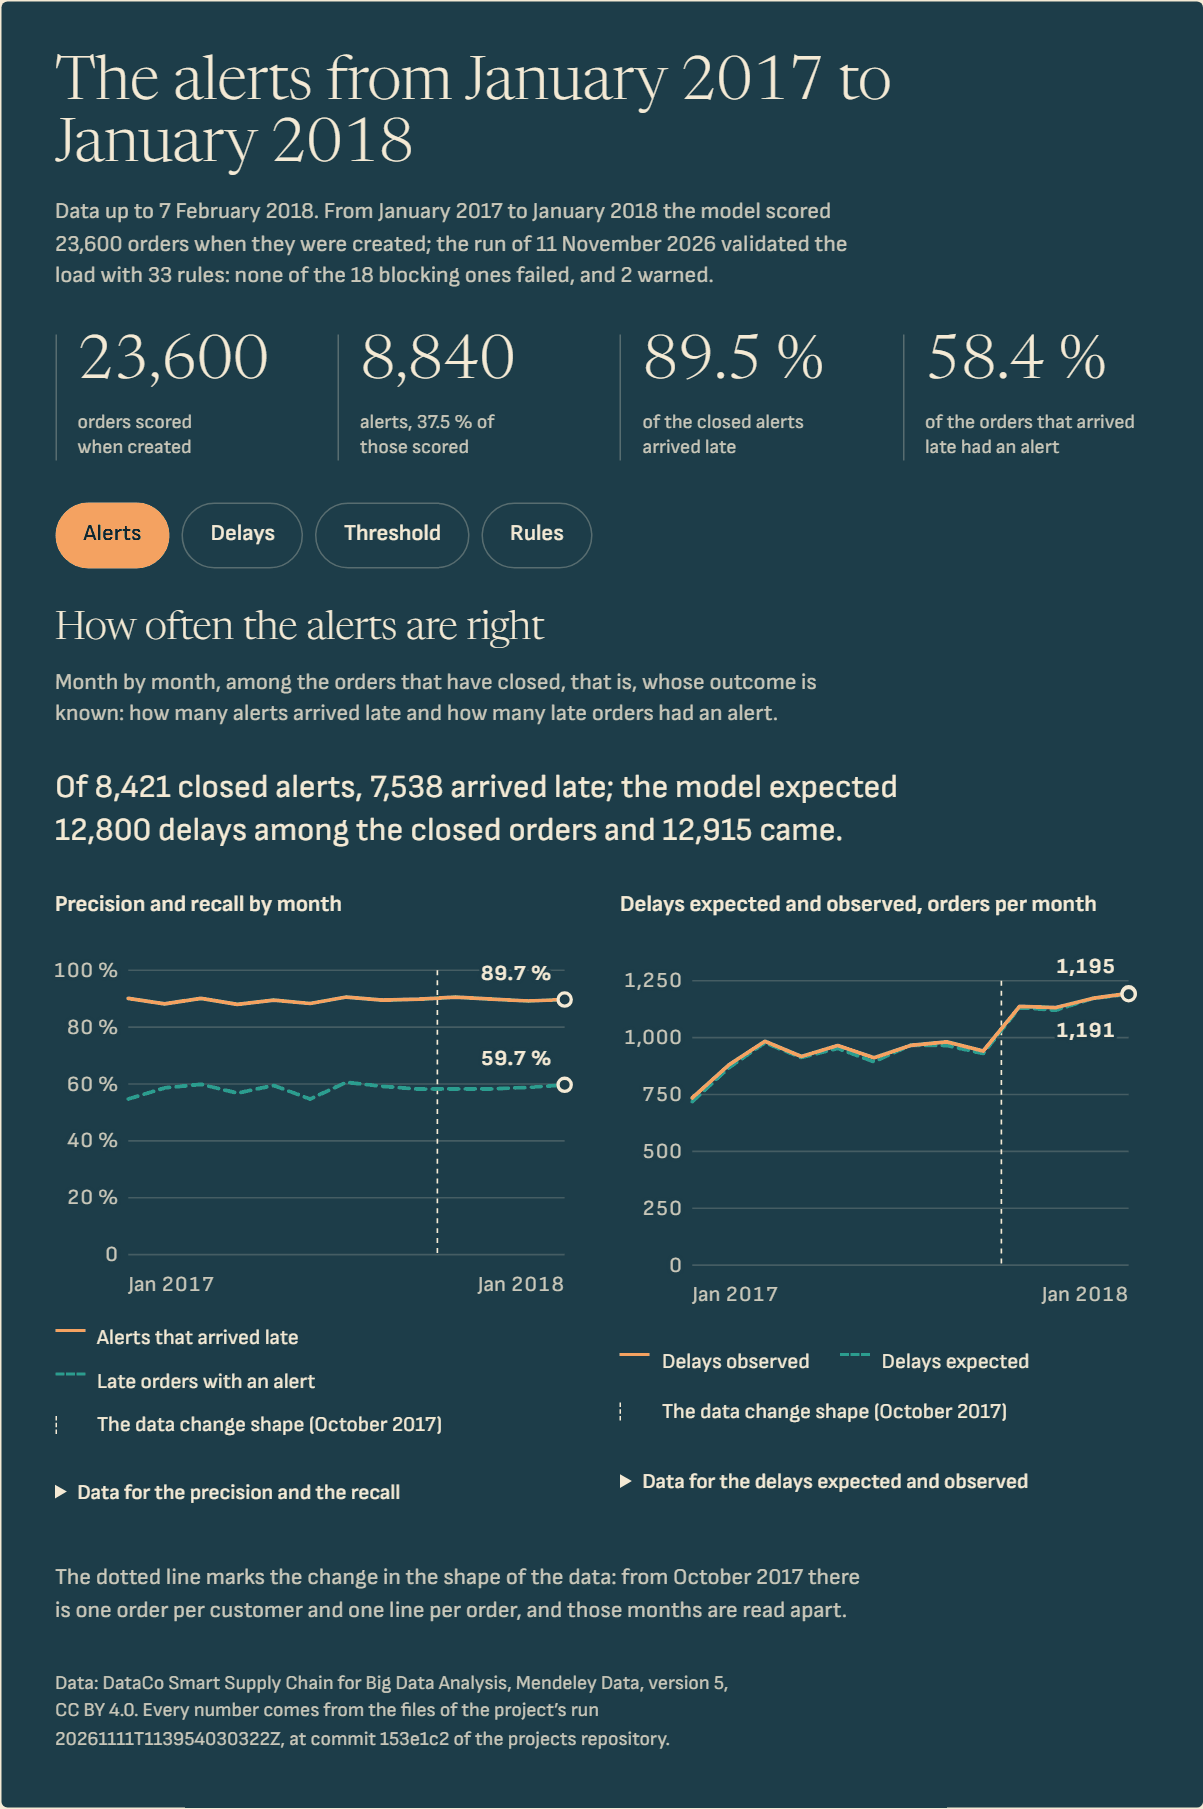 The alerts from January 2017 to
January 2018
Data up to 7 February 2018. From January 2017 to January 2018 the model scored
23,600 orders when they were created; the run of 11 November 2026 validated the
load with 33 rules: none of the 18 blocking ones failed, and 2 warned.
23,600
orders scored
when created
8,840
alerts, 37.5 % of
those scored
89.5 %
of the closed alerts
arrived late
58.4 %
of the orders that arrived
late had an alert
Alerts
Delays
Threshold
Rules
How often the alerts are right
Month by month, among the orders that have closed, that is, whose outcome is
known: how many alerts arrived late and how many late orders had an alert.
Of 8,421 closed alerts, 7,538 arrived late; the model expected
12,800 delays among the closed orders and 12,915 came.
Precision and recall by month
100 %
80 %
60 %
40 %
20 %
0
89.7 %
59.7 %
Jan 2017
Jan 2018
Alerts that arrived late
Late orders with an alert
The data change shape (October 2017)
Data for the precision and the recall
Delays expected and observed, orders per month
1,250
1,000
750
500
250
0
1,195
1,191
Jan 2017
Jan 2018
Delays observed
Delays expected
The data change shape (October 2017)
Data for the delays expected and observed
The dotted line marks the change in the shape of the data: from October 2017 there
is one order per customer and one line per order, and those months are read apart.
Data: DataCo Smart Supply Chain for Big Data Analysis, Mendeley Data, version 5,
CC BY 4.0. Every number comes from the files of the project’s run
20261111T113954030322Z, at commit 153e1c2 of the projects repository.